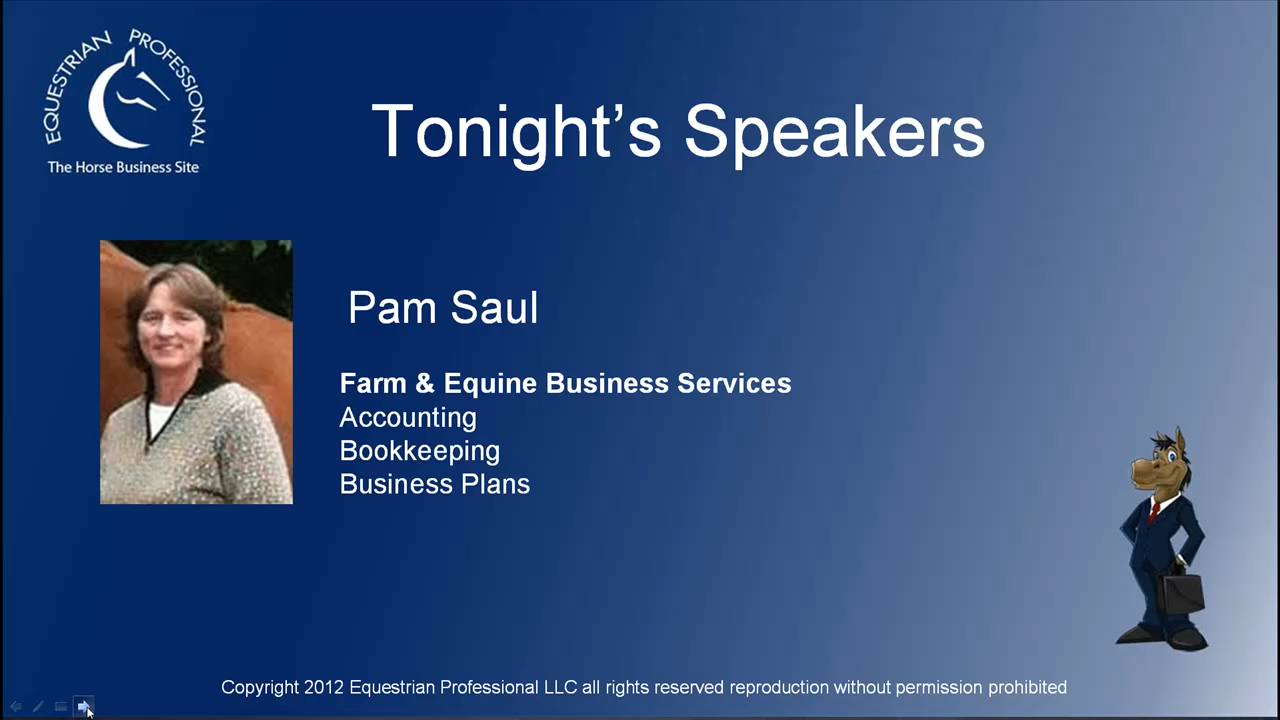 EQUESTRIAN PROFESSIONAL
The Horse Business Site
Tonight’s Speakers
Pam Saul
Farm & Equine Business Services
Accounting
Bookkeeping
Business Plans
Copyright 2012 Equestrian Professional LLC all rights reserved reproduction without permission prohibited